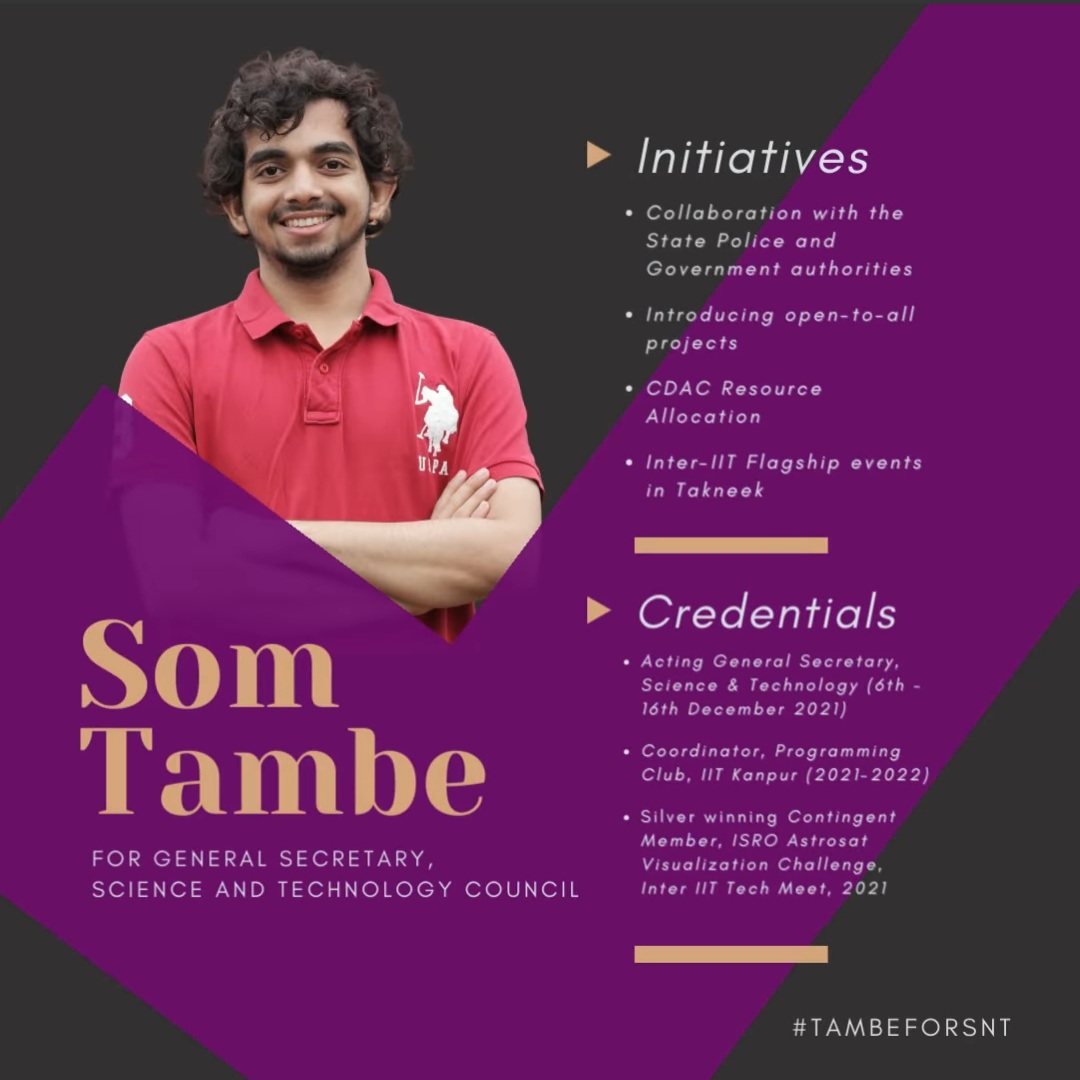 Initiatives
Collaboration with the
State Police and
Government authorities
Introducing open-to-all
projects
CDAC Resource
Allocation
Inter-IIT Flagship events
in Takneek
Credentials
Acting General Secretary,
Science & Technology (6th -
16th December 2021)
Coordinator, Programming
Club, IIT Kanpur (2021-2022)
Silver winning Contingent
Member, ISRO Astrosat
Visualization Challenge,
Inter IIT Tech Meet, 2021
Som
Tambe
FOR GENERAL SECRETARY,
SCIENCE AND TECHNOLOGY COUNCIL
#TAMBEFORSNT